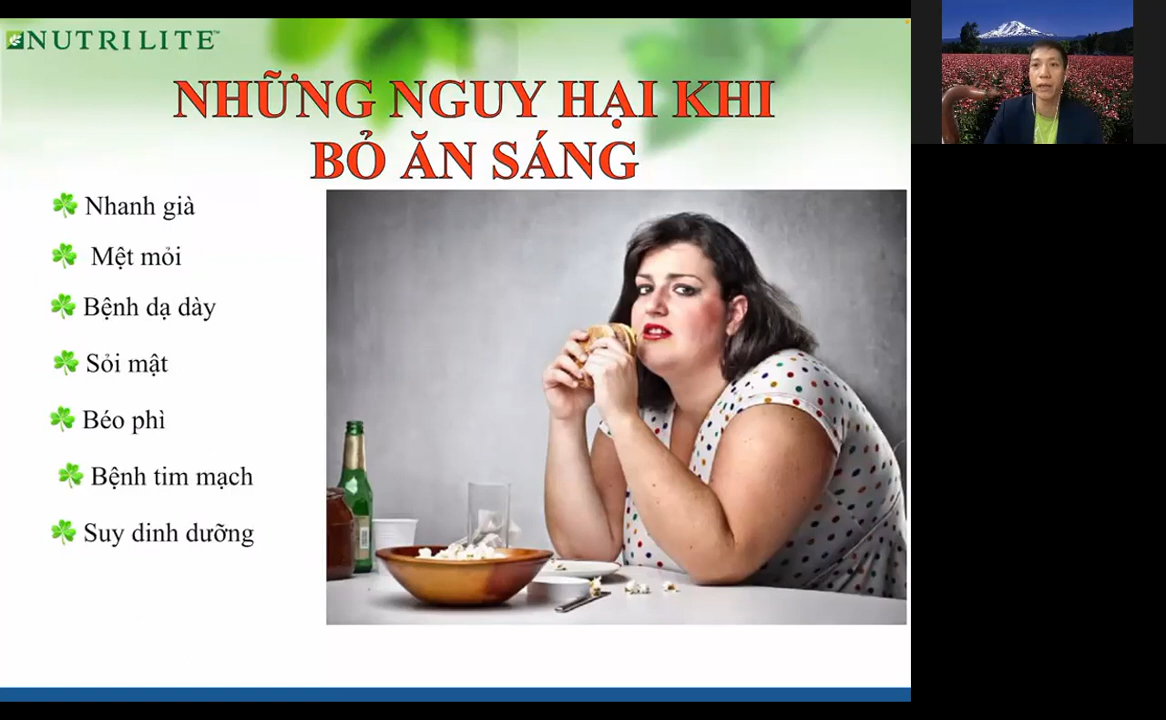 NUTRILITE™
NHỮNG NGUY HẠI KHI
BỎ ĂN SÁNG
Nhanh già
Mệt mỏi
Bệnh dạ dày
Sỏi mật
Béo phì
Bệnh tim mạch
Suy dinh dưỡng